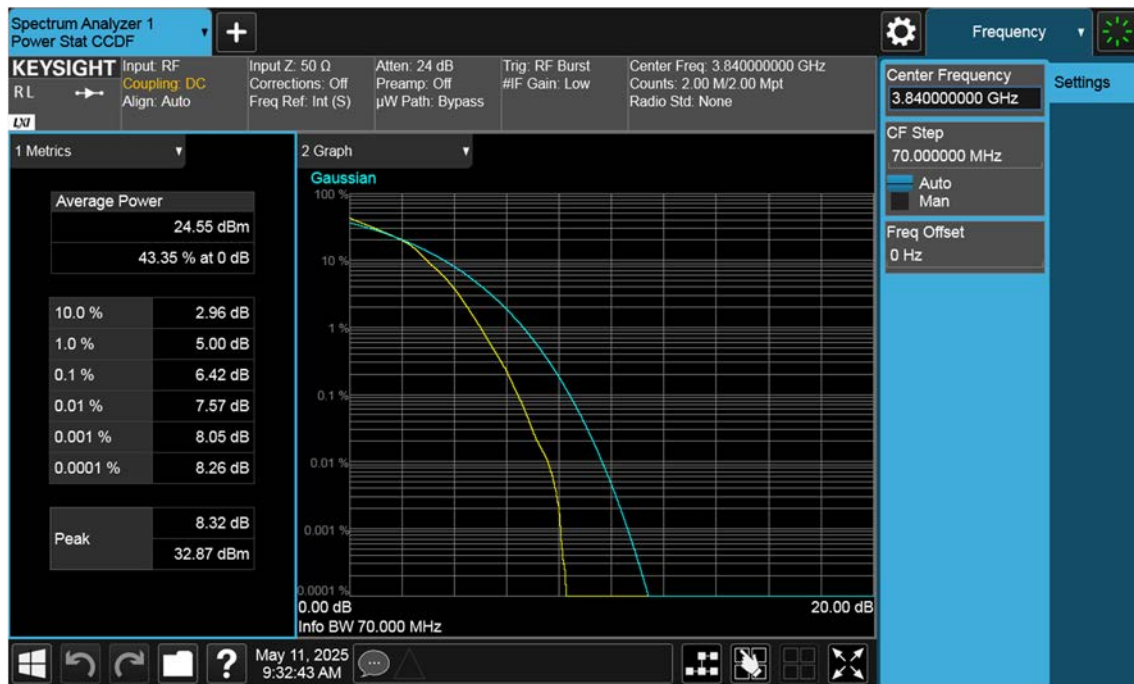 Spectrum Analyzer 1
Power Stat CCDF
+
Frequency
KEYSIGHT
RL
LXI
Input: RF
Coupling: DC
Align: Auto
Input Z: 50 Ω
Corrections: Off
Freq Ref: Int (S)
Atten: 24 dB
Preamp: Off
µW Path: Bypass
Trig: RF Burst
#IF Gain: Low
Center Freq: 3.840000000 GHz
Counts: 2.00 M/2.00 Mpt
Radio Std: None
Center Frequency
3.840000000 GHz
Settings
CF Step
70.000000 MHz
Auto
Man
Freq Offset
0 Hz
1 Metrics
Average Power
24.55 dBm
43.35 % at 0 dB
10.0 % 2.96 dB
1.0 % 5.00 dB
0.1 % 6.42 dB
0.01 % 7.57 dB
0.001 % 8.05 dB
0.0001 % 8.26 dB
Peak
8.32 dB
32.87 dBm
2 Graph
Gaussian
100 %
10 %
1 %
0.1 %
0.01 %
0.001 %
0.0001 %
0.00 dB 20.00 dB
Info BW 70.000 MHz
?
May 11, 2025
9:32:43 AM